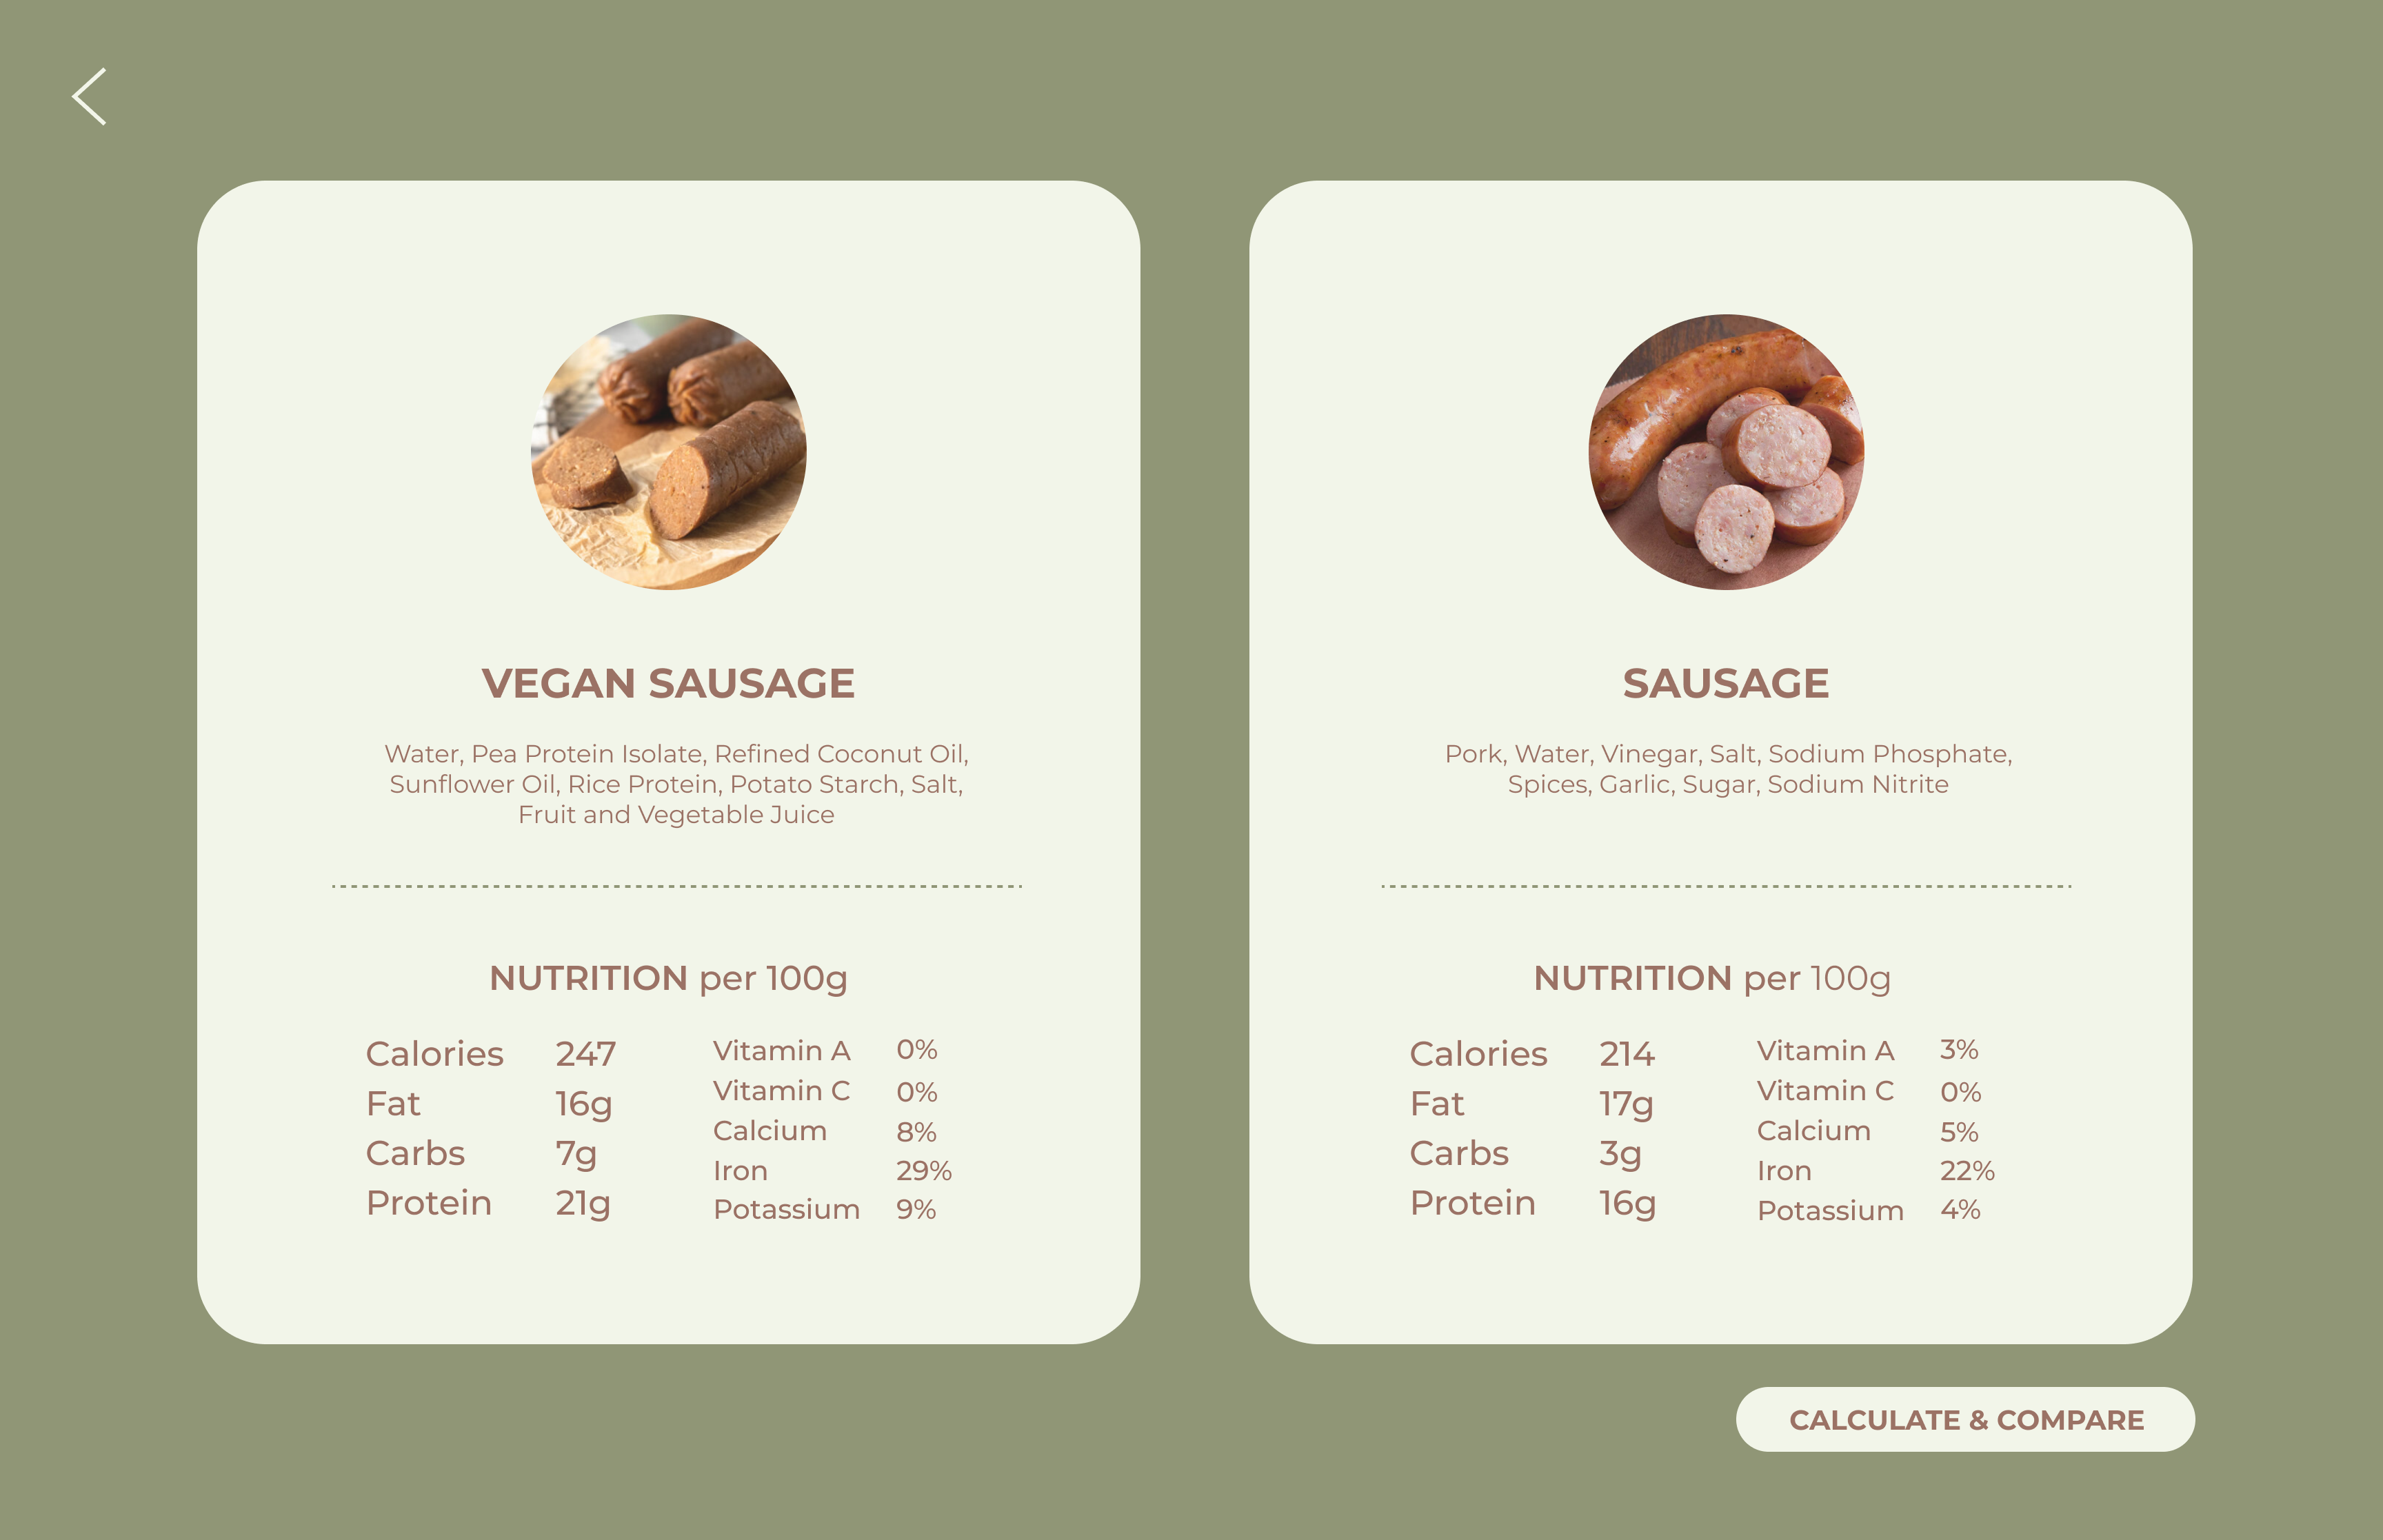 VEGAN SAUSAGE
Water, Pea Protein Isolate, Refined Coconut Oil,
Sunflower Oil, Rice Protein, Potato Starch, Salt,
Fruit and Vegetable Juice
NUTRITION per 100g
Calories 247
Fat 16g
Carbs 7g
Protein 21g
Vitamin A 0%
Vitamin C 0%
Calcium 8%
Iron 29%
Potassium 9%
SAUSAGE
Pork, Water, Vinegar, Salt, Sodium Phosphate,
Spices, Garlic, Sugar, Sodium Nitrite
NUTRITION per 100g
Calories 214
Fat 17g
Carbs 3g
Protein 16g
Vitamin A 3%
Vitamin C 0%
Calcium 5%
Iron 22%
Potassium 4%
CALCULATE & COMPARE